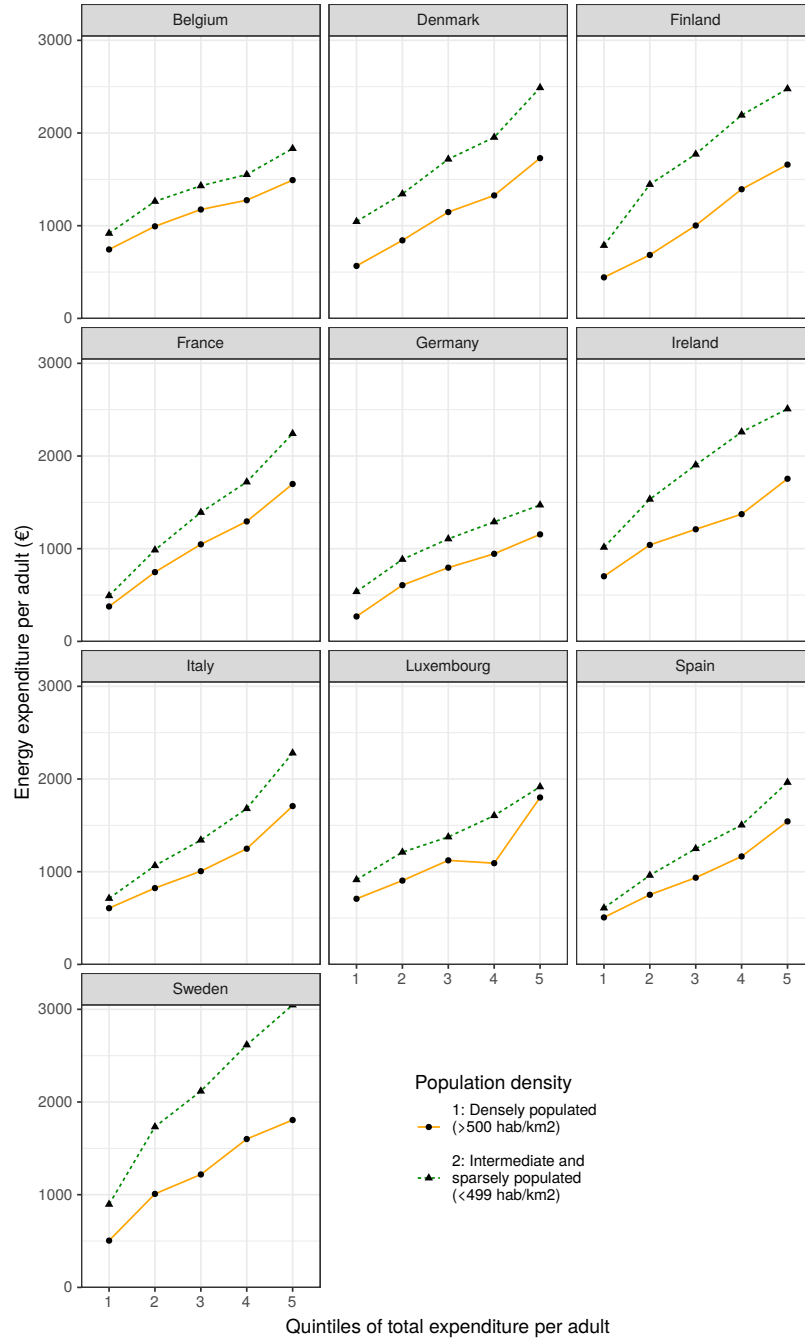 Belgium
Denmark
Finland
3000
2000
1000
0
France
Germany
Ireland
3000
2000
1000
0
Energy expenditure per adult (€)
Italy
Luxembourg
Spain
3000
2000
1000
0
1 2 3 4 5
1 2 3 4 5
Sweden
3000
2000
1000
0
1 2 3 4 5
Population density
1: Densely populated
(>500 hab/km2)
2: Intermediate and
sparsely populated
(<499 hab/km2)
Quintiles of total expenditure per adult